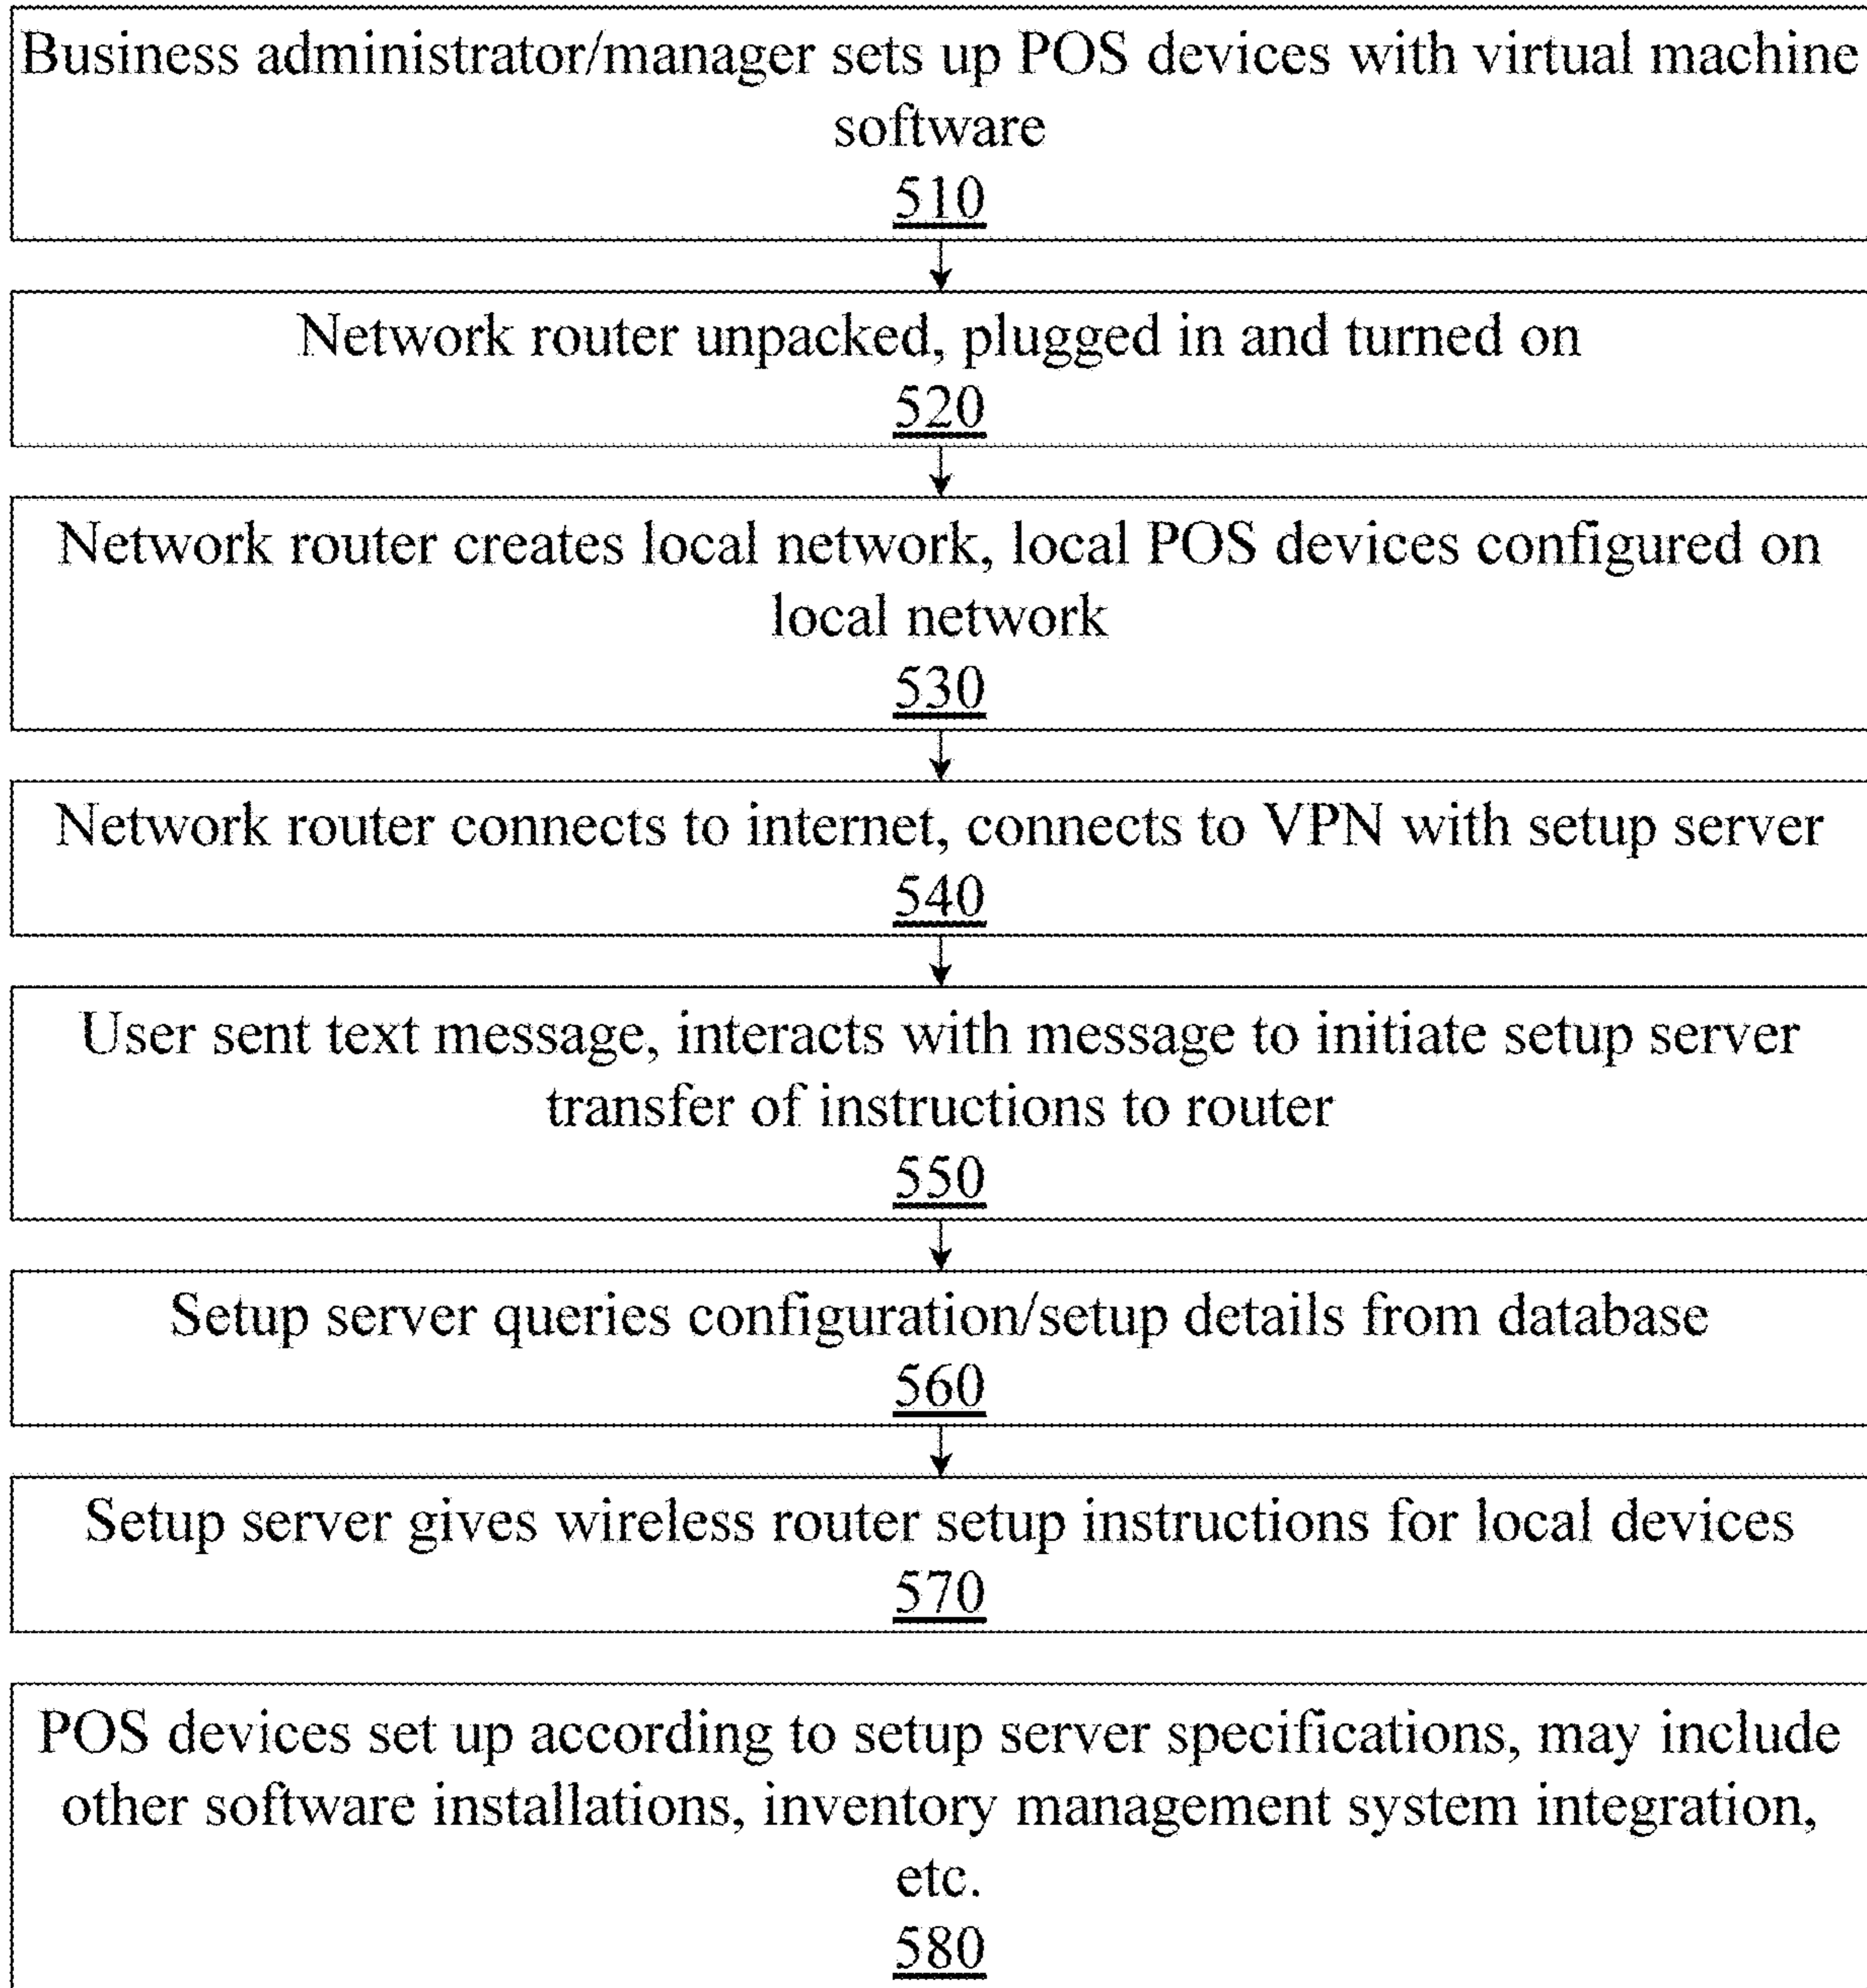 Business administrator/manager sets up POS devices with virtual machine
software
510
Network router unpacked, plugged in and turned on
520
Network router creates local network, local POS devices configured on
local network
530
Network router connects to internet, connects to VPN with setup server
540
User sent text message, interacts with message to initiate setup server
transfer of instructions to router
550
Setup server queries configuration/setup details from database
560
Setup server gives wireless router setup instructions for local devices
570
POS devices set up according to setup server specifications, may include
other software installations, inventory management system integration,
etc.
580